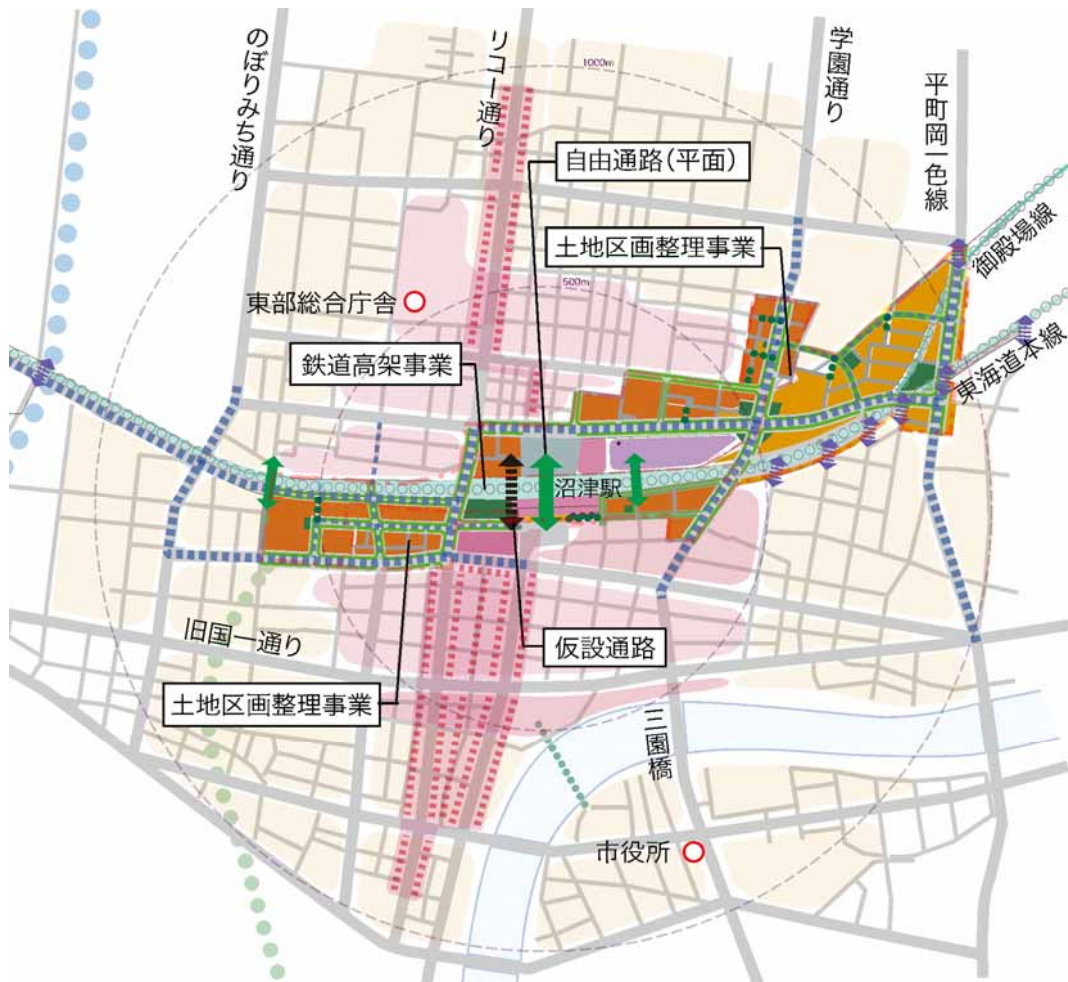 のぼりみち通り
リコー通り
1000m
学園通り
平町岡一色線
自由通路(平面)
土地区画整理事業
御殿場線
500m
東部総合庁舎
鉄道高架事業
東海道本線
沼津駅
旧国一通り
仮設通路
土地区画整理事業
三園橋
市役所